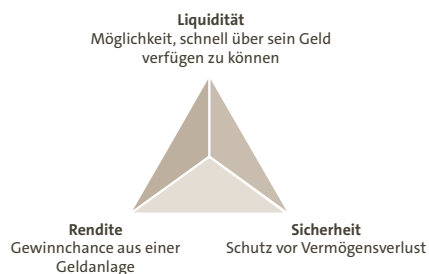 Liquidität
Möglichkeit, schnell über sein Geld
verfügen zu können
Rendite
Gewinnchance aus einer
Geldanlage
Sicherheit
Schutz vor Vermögensverlust